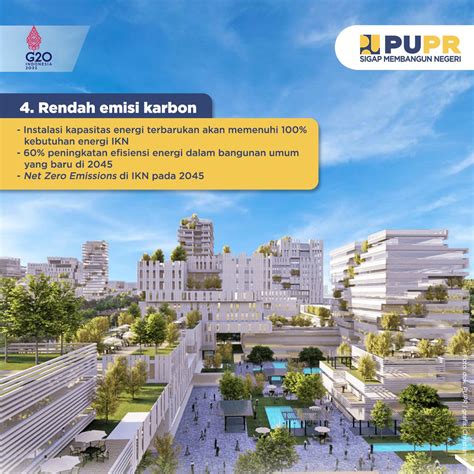 G20
INDONESIA
2022
PUPR
SIGAP MEMBANGUN NEGERI
4. Rendah emisi karbon
- Instalasi kapasitas energi terbarukan akan memenuhi 100%
kebutuhan energi IKN
- 60% peningkatan efisiensi energi dalam bangunan umum
yang baru di 2045
- Net Zero Emissions di IKN pada 2045